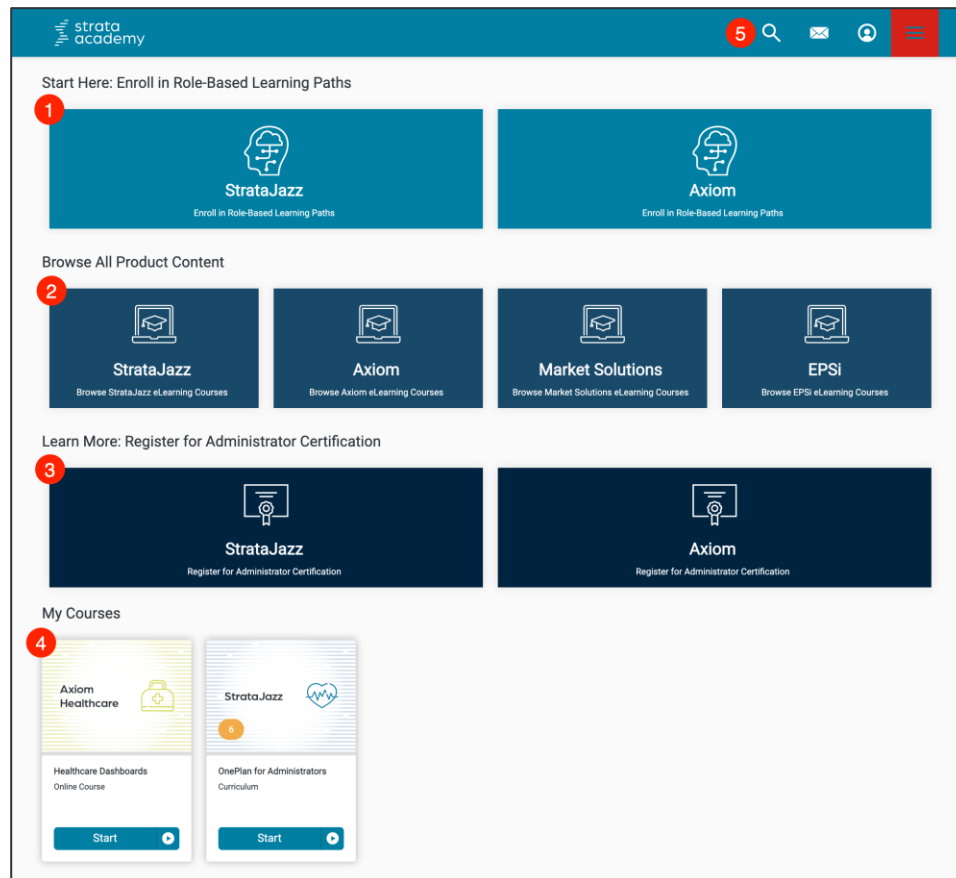 strata
academy
5
Start Here: Enroll in Role-Based Learning Paths
1
StrataJazz
Enroll in Role-Based Learning Paths
Axiom
Enroll in Role-Based Learning Paths
Browse All Product Content
2
StrataJazz
Browse StrataJazz eLearning Courses
Axiom
Browse Axiom eLearning Courses
Market Solutions
Browse Market Solutions eLearning Courses
EPSi
Browse EPSi eLearning Courses
Learn More: Register for Administrator Certification
3
StrataJazz
Register for Administrator Certification
Axiom
Register for Administrator Certification
My Courses
4
Axiom
Healthcare
Healthcare Dashboards
Online Course
Start
StrataJazz
6
OnePlan for Administrators
Curriculum
Start